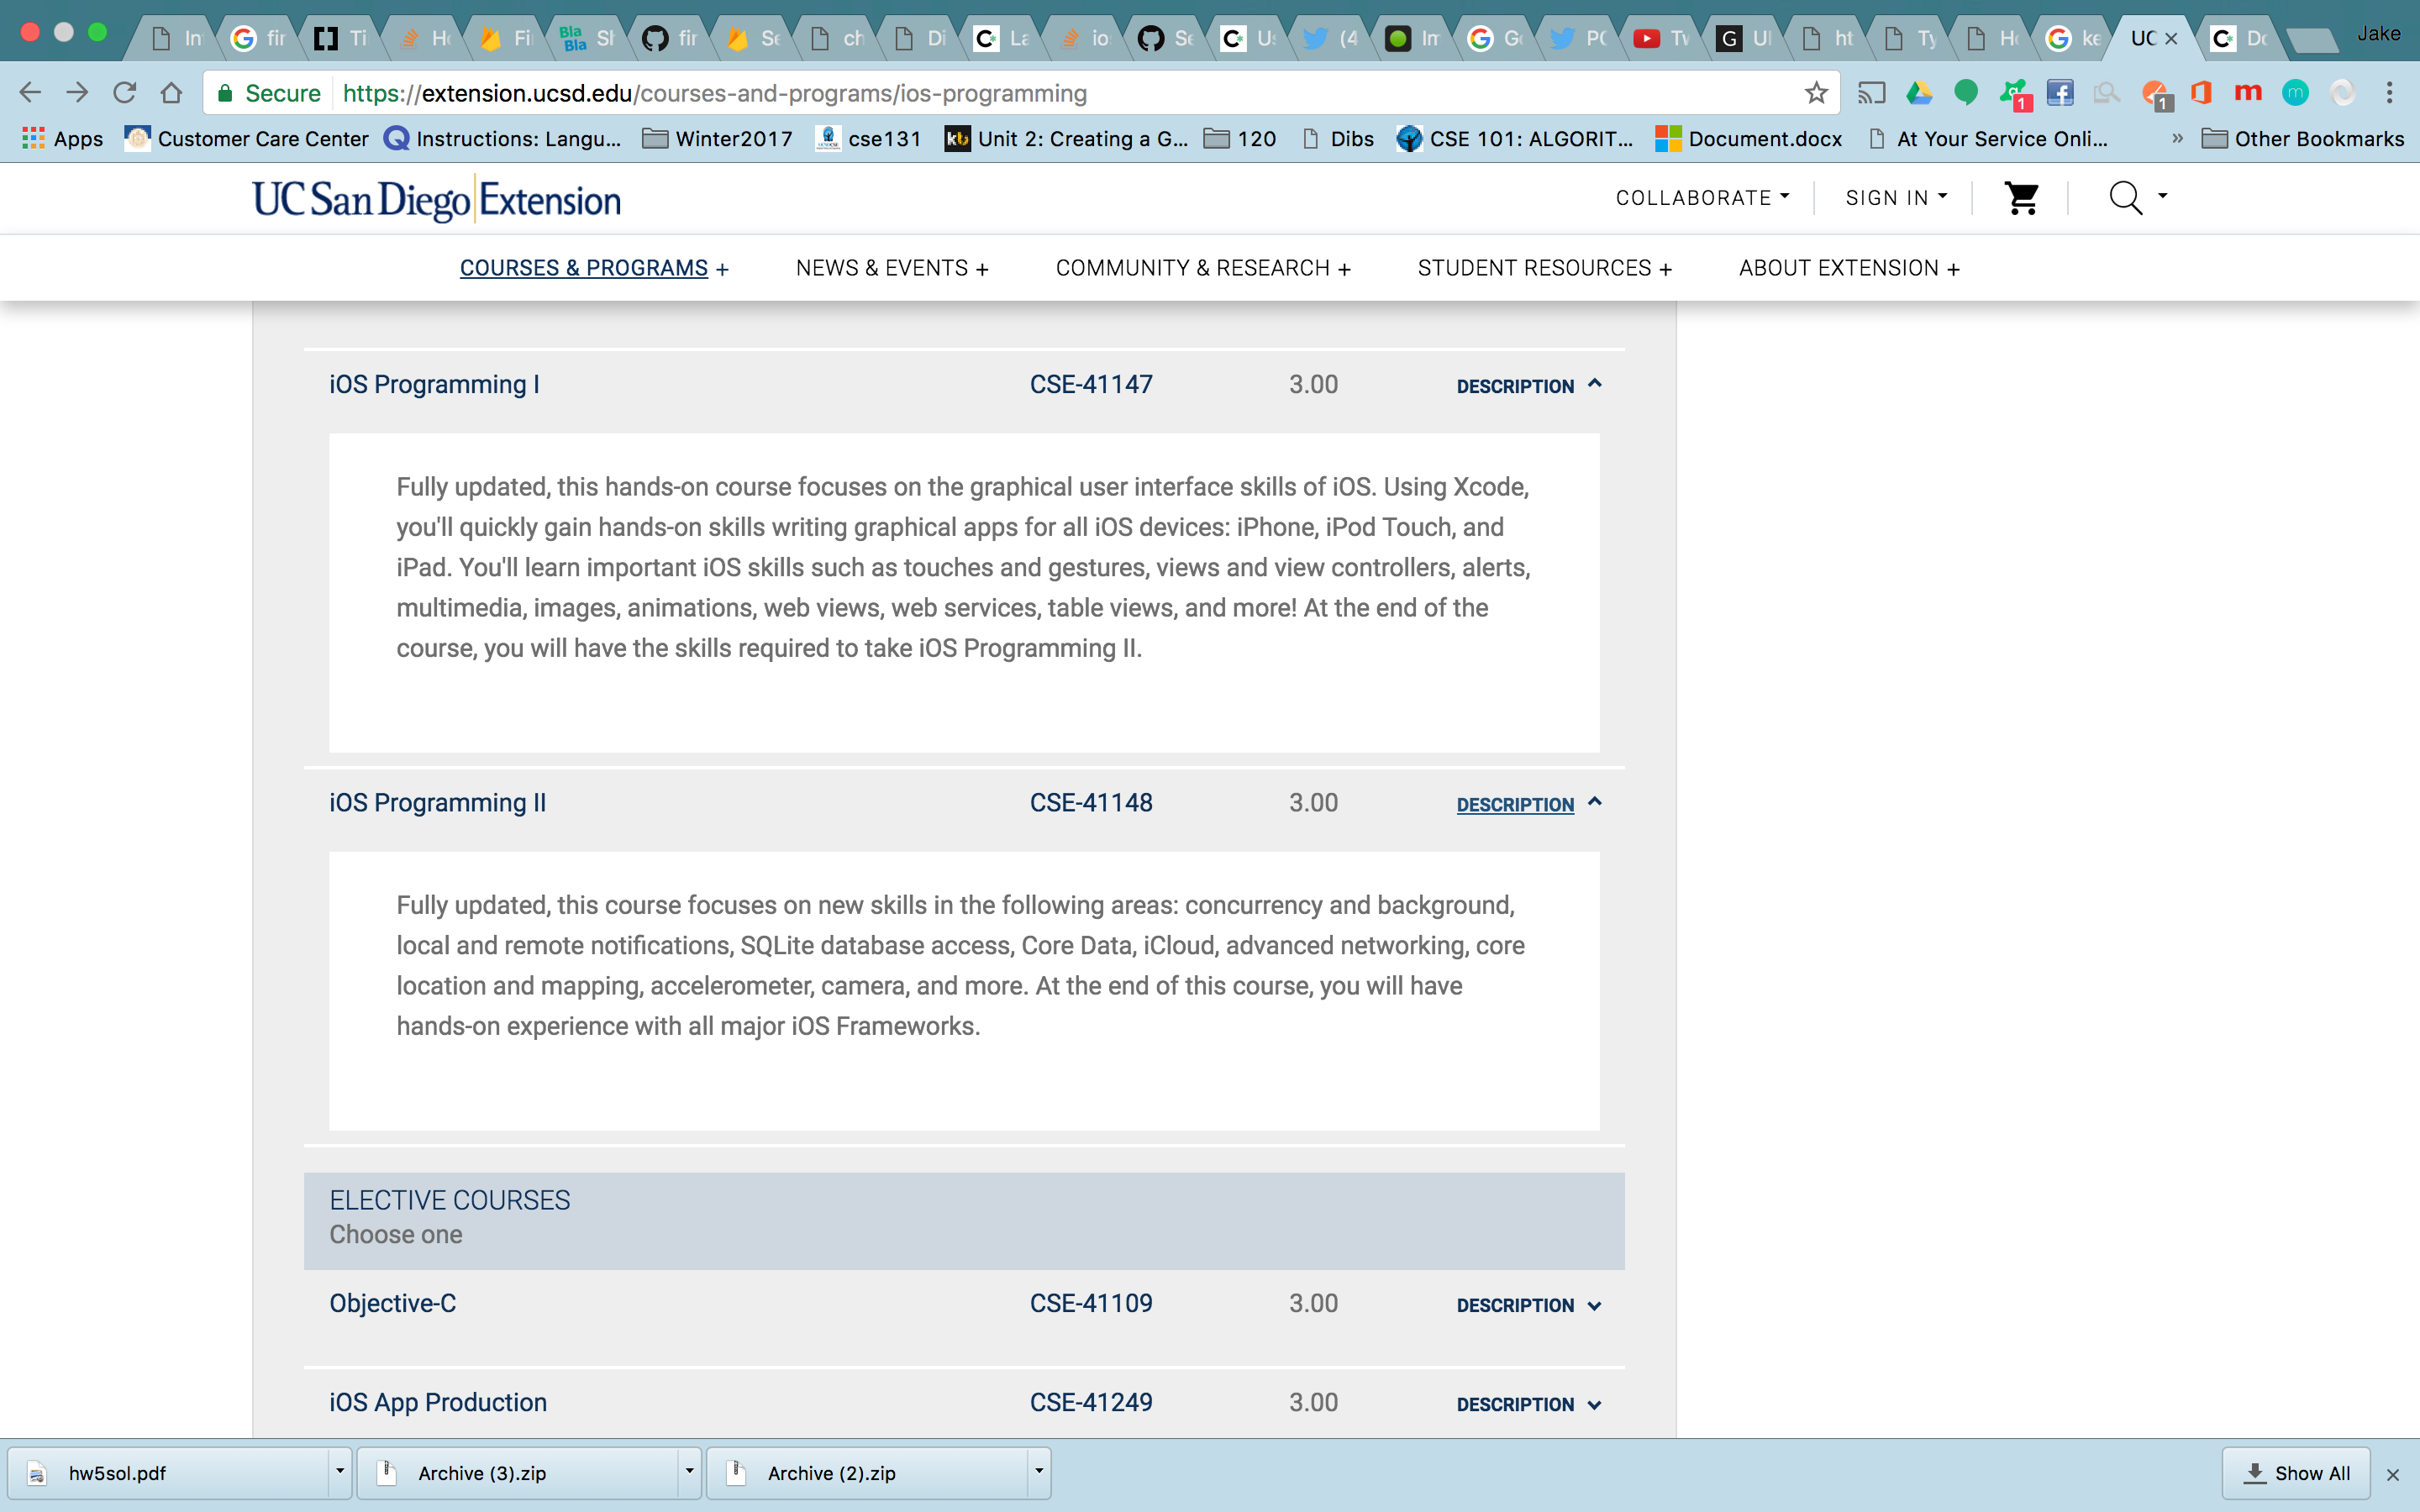 In
fir
Ti
He
Fi
Bla Bla
Sl
fir
Se
ch
Di
La
io
Se
Us
(4
Im
Go
PO
Tv
G
UI
ht
Ty
Ho
ke
UC
Do
Jake
Secure
https://extension.ucsd.edu/courses-and-programs/ios-programming
1
1
m
m
Apps
Customer Care Center
Instructions: Langu...
Winter2017
cse131
Unit 2: Creating a G...
120
Dibs
CSE 101: ALGORIT...
Document.docx
At Your Service Onli...
»
Other Bookmarks
UC San Diego Extension
COLLABORATE
SIGN IN
COURSES & PROGRAMS +
NEWS & EVENTS +
COMMUNITY & RESEARCH +
STUDENT RESOURCES +
ABOUT EXTENSION +
iOS Programming I CSE-41147 3.00 DESCRIPTION
Fully updated, this hands-on course focuses on the graphical user interface skills of iOS. Using Xcode,
you'll quickly gain hands-on skills writing graphical apps for all iOS devices: iPhone, iPod Touch, and
iPad. You'll learn important iOS skills such as touches and gestures, views and view controllers, alerts,
multimedia, images, animations, web views, web services, table views, and more! At the end of the
course, you will have the skills required to take iOS Programming II.
iOS Programming II CSE-41148 3.00 DESCRIPTION
Fully updated, this course focuses on new skills in the following areas: concurrency and background,
local and remote notifications, SQLite database access, Core Data, iCloud, advanced networking, core
location and mapping, accelerometer, camera, and more. At the end of this course, you will have
hands-on experience with all major iOS Frameworks.
ELECTIVE COURSES
Choose one
Objective-C CSE-41109 3.00 DESCRIPTION
iOS App Production CSE-41249 3.00 DESCRIPTION
hw5sol.pdf
Archive (3).zip
Archive (2).zip
Show All